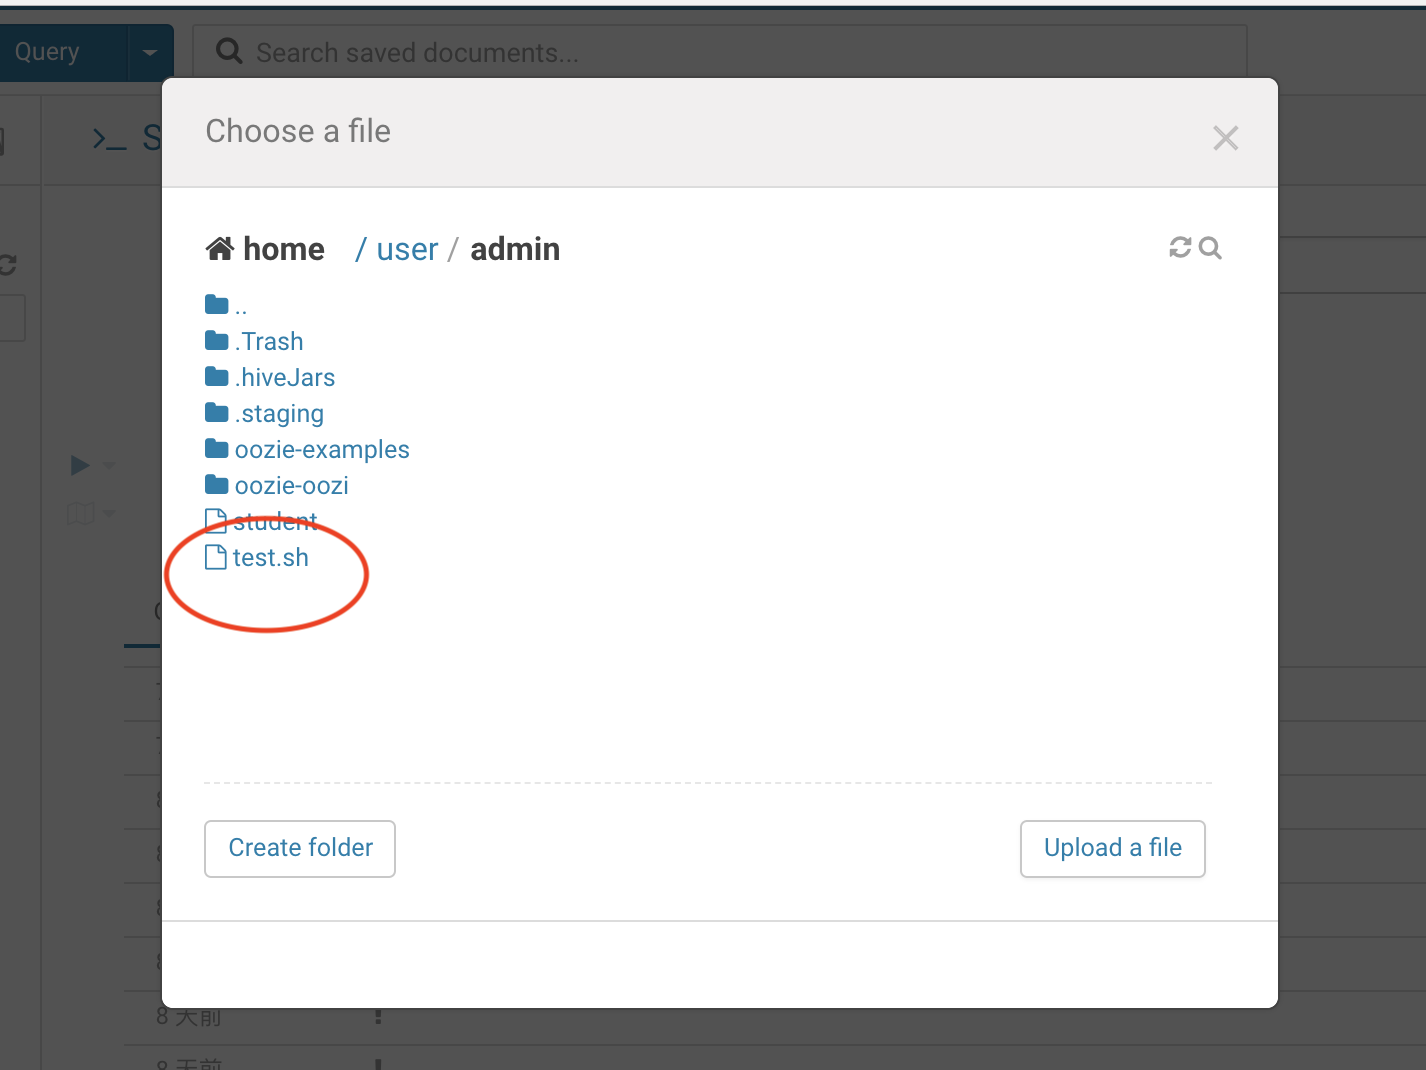 Query
Search saved documents...
>_ S
Choose a file
home / user / admin
..
.Trash
.hiveJars
.staging
oozie-examples
oozie-oozi
student
test.sh
Create folder
Upload a file
8 天前
8 天前